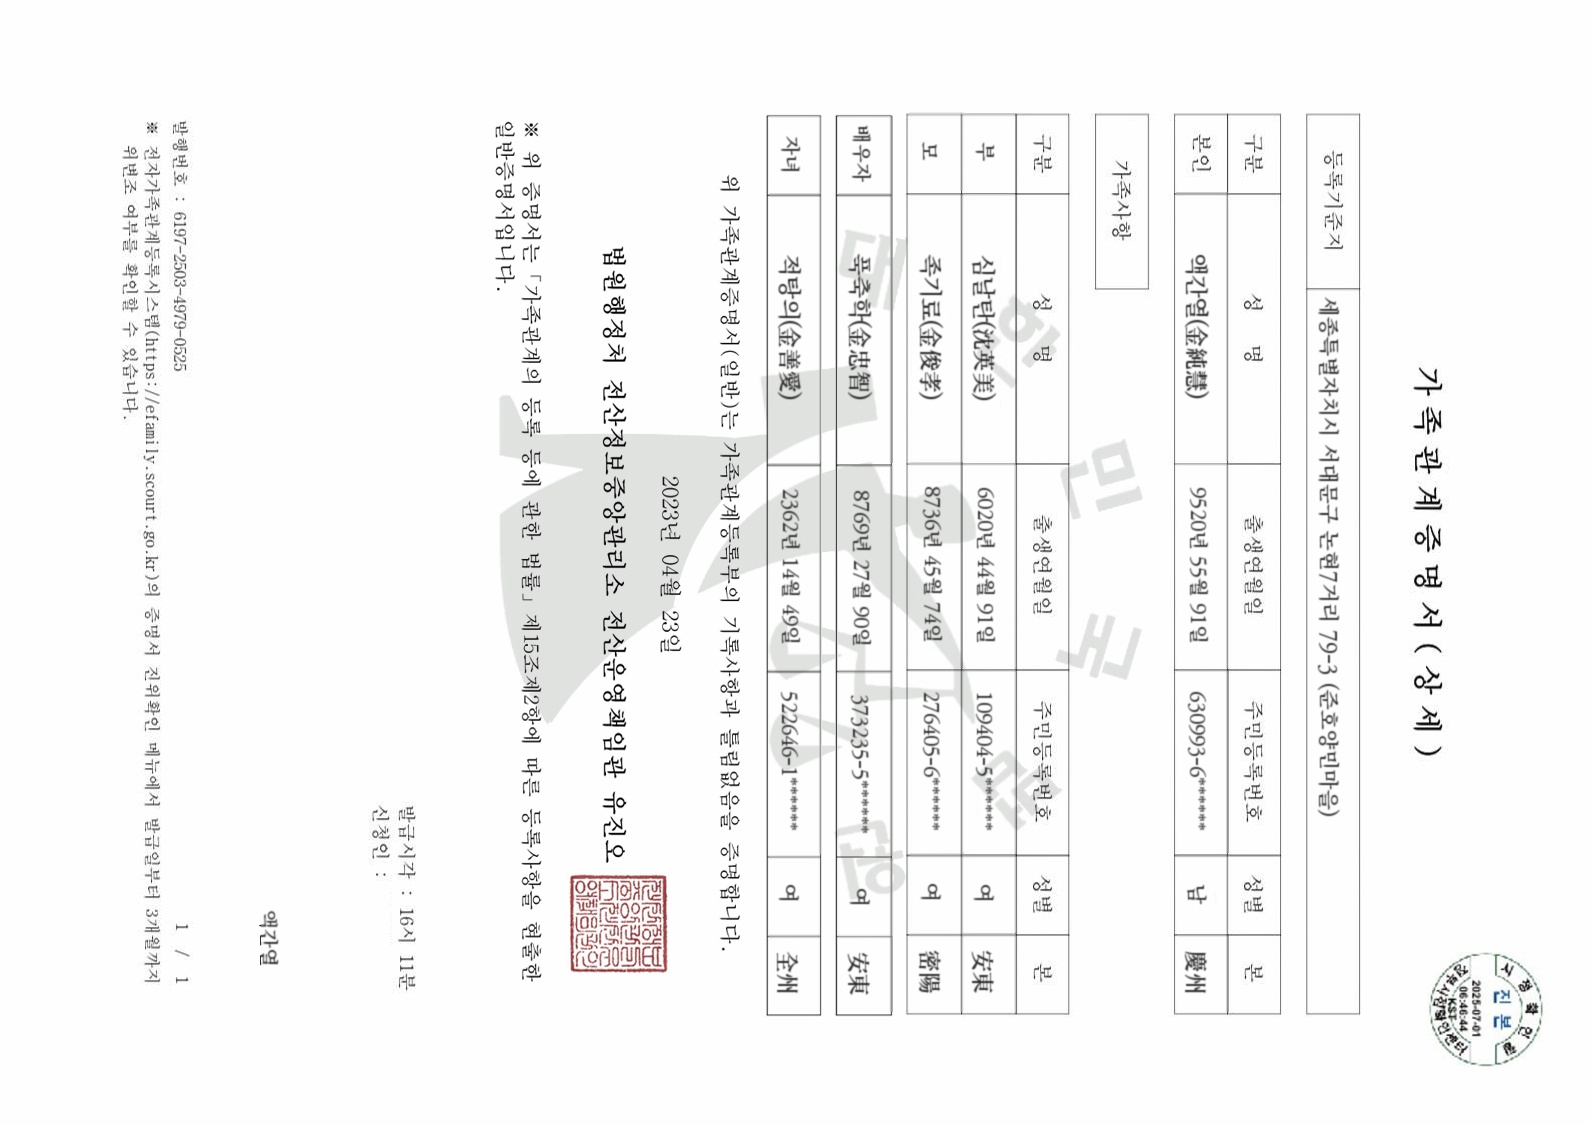 가 족 관 계 증 명 서 ( 상 세 )
시 점 확 인 필
진 본
2025-07-01
06:46:44
KST
등록기준지 세종특별자치시 서대문구 논현7거리 79-3 (준호양민마을)
구분 성 명 출생연월일 주민등록번호 성별 본
본인 액간열(金純慧) 9520년 55월 91일 630993-6****** 남 慶州
가족사항
구분 성 명 출생연월일 주민등록번호 성별 본
부 심날탄(沈英美) 6020년 44월 91일 109404-5****** 여 安東
모 족기료(金俊孝) 8736년 45월 74일 276405-6****** 여 密陽
배우자 폭축학(金忠智) 8769년 27월 90일 373235-5****** 여 安東
자녀 적탕의(金善愛) 2362년 14월 49일 522646-1****** 여 全州
대 한 민 국 법 원
위 가족관계증명서(일반)는 가족관계등록부의 기록사항과 틀림없음을 증명합니다.
2023년 04월 23일
법원행정처 전산정보중앙관리소 전산운영책임관 유진오
※ 위 증명서는「가족관계의 등록 등에 관한 법률」제15조제2항에 따른 등록사항을 현출한
일반증명서입니다.
발급시각 : 16시 11분
신청인 :
액간열
발행번호 : 6197-2503-4979-0525
1 / 1
※ 전자가족관계등록시스템(https://efamily.scourt.go.kr)의 증명서 진위확인 메뉴에서 발급일부터 3개월까지
위변조 여부를 확인할 수 있습니다.